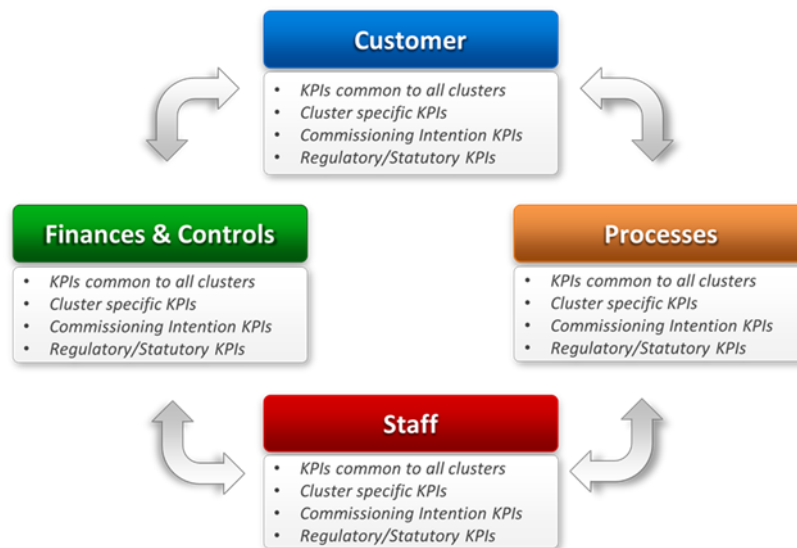 Customer
• KPIs common to all clusters
• Cluster specific KPIs
• Commissioning Intention KPIs
• Regulatory/Statutory KPIs
Finances & Controls
• KPIs common to all clusters
• Cluster specific KPIs
• Commissioning Intention KPIs
• Regulatory/Statutory KPIs
Processes
• KPIs common to all clusters
• Cluster specific KPIs
• Commissioning Intention KPIs
• Regulatory/Statutory KPIs
Staff
• KPIs common to all clusters
• Cluster specific KPIs
• Commissioning Intention KPIs
• Regulatory/Statutory KPIs